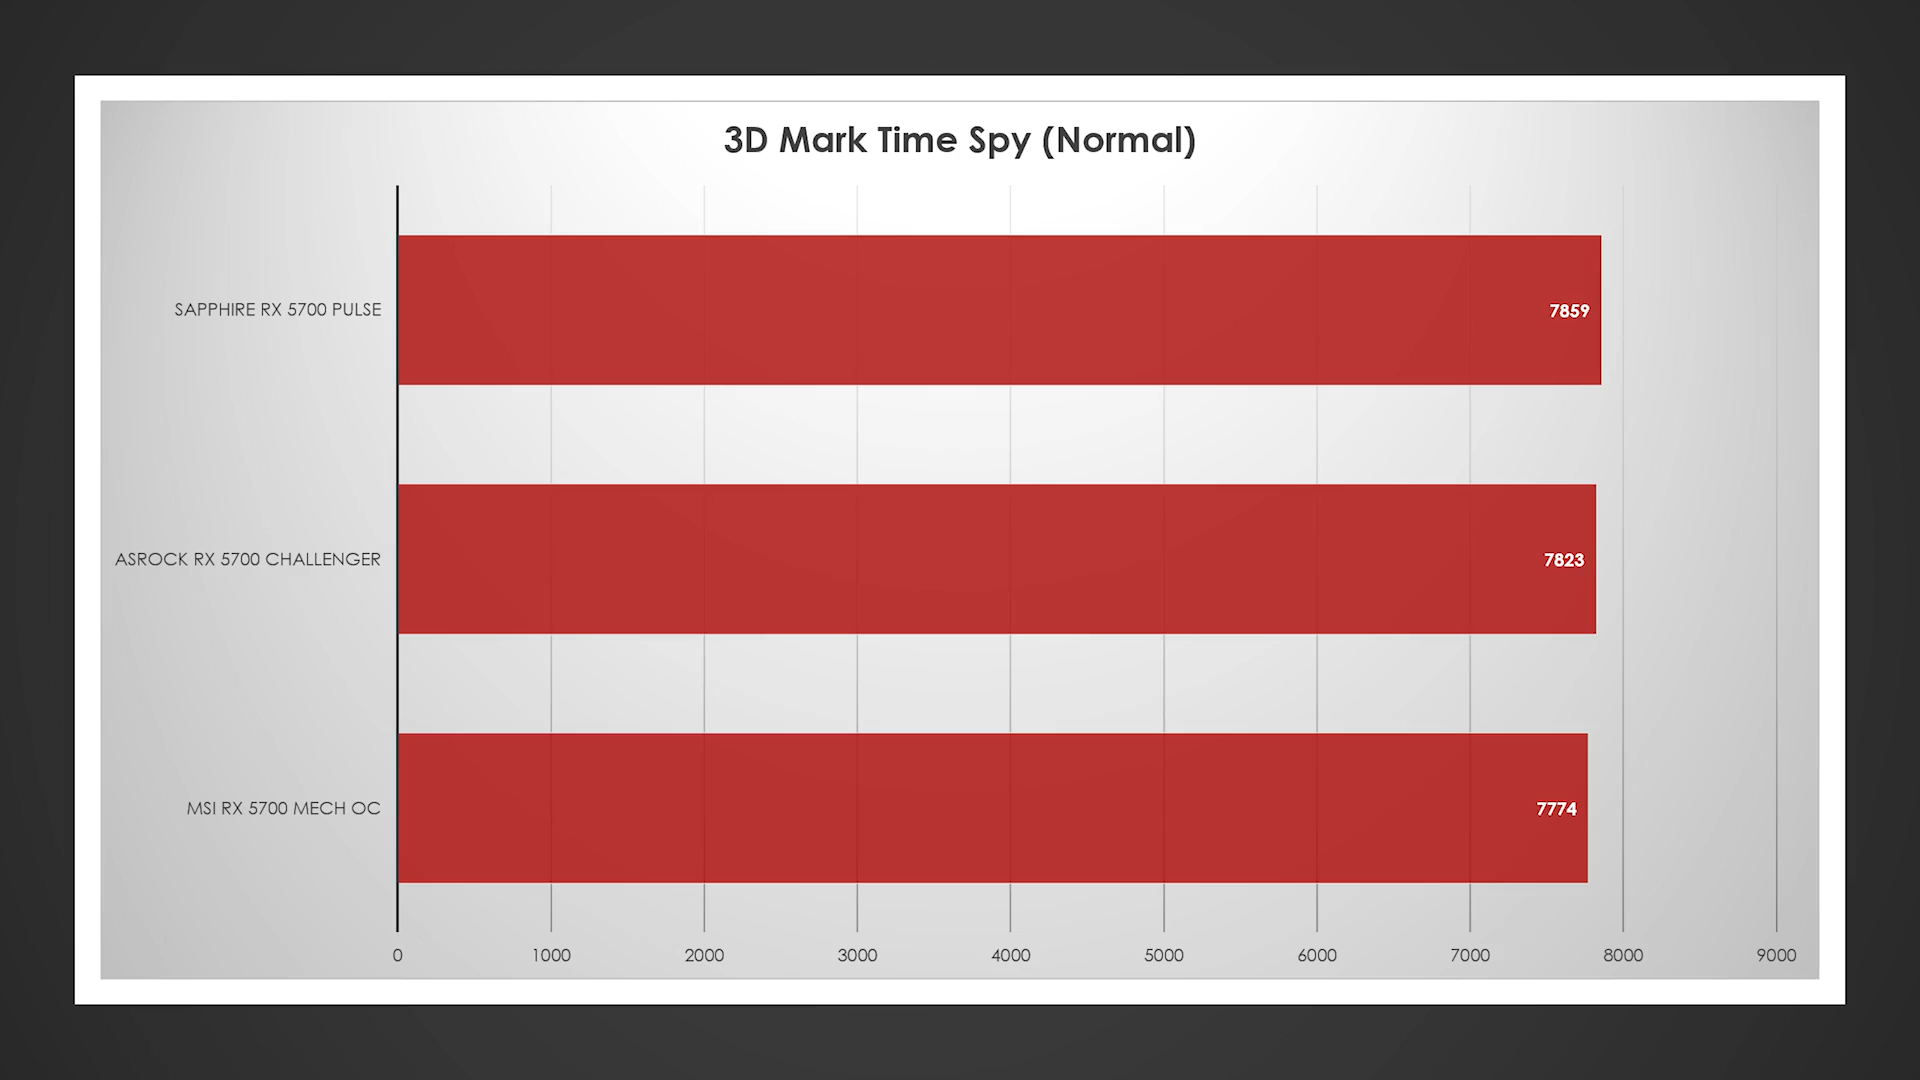 3D Mark Time Spy (Normal)
SAPPHIRE RX 5700 PULSE
7859
ASROCK RX 5700 CHALLENGER
7823
MSI RX 5700 MECH OC
7774
0 1000 2000 3000 4000 5000 6000 7000 8000 9000